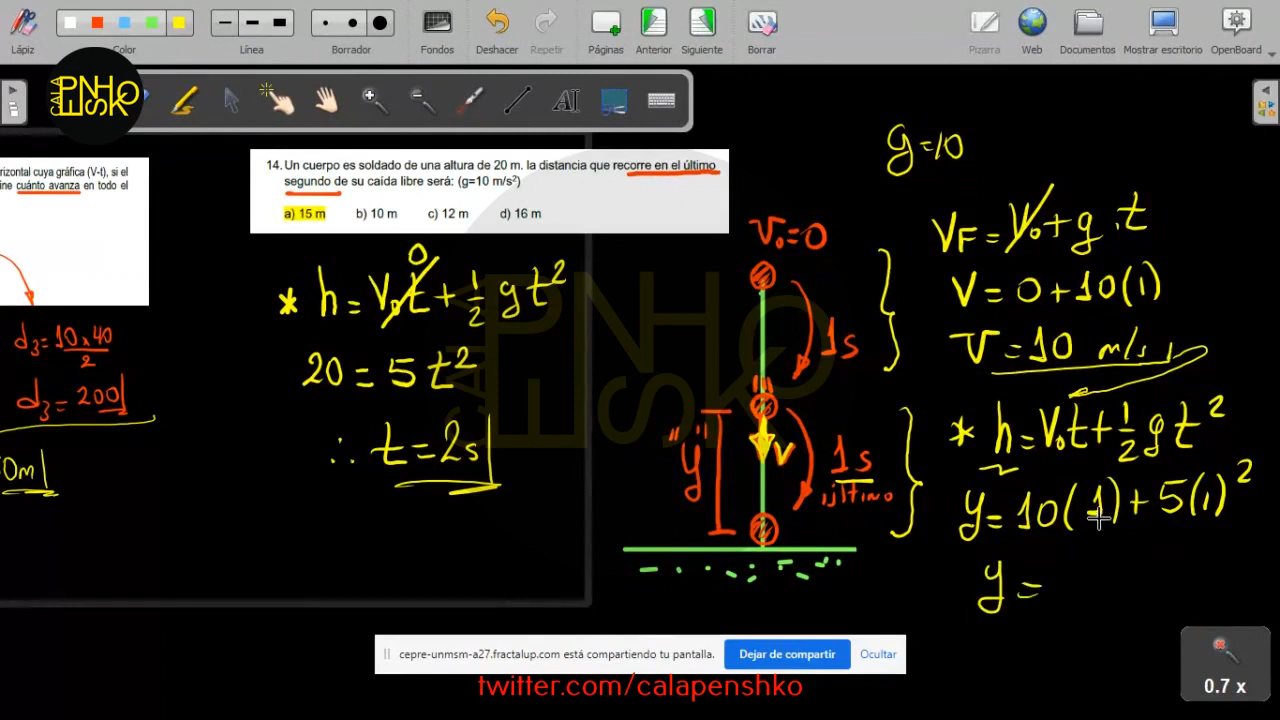 Lápiz
Color
Línea
Borrador
Fondos
Deshacer
Repetir
Páginas
Anterior
Siguiente
Borrar
Pizarra
Web
Documentos
Mostrar escritorio
OpenBoard
CALA
PENHO
ESK
AI
rizontal cuya gráfica (V-t), si el
ine cuánto avanza en todo el
d₃=10x40/2
d₃= 200
0m
14. Un cuerpo es soldado de una altura de 20 m. la distancia que recorre en el último
segundo de su caída libre será: (g=10 m/s²)
a) 15 m b) 10 m c) 12 m d) 16 m
0
* h=V₀t+½gt²
20=5t²
∴ t=2s
V₀=0
1s
"y"
V
1s
último
g=10
VF=V₀+g.t
V=0+10(1)
V=10 m/s
* h=V₀t+½gt²
y=10(1)+5(1)²
y=
cepre-unmsm-a27.fractalup.com está compartiendo tu pantalla.
Dejar de compartir
Ocultar
twitter.com/calapenshko
0.7 x